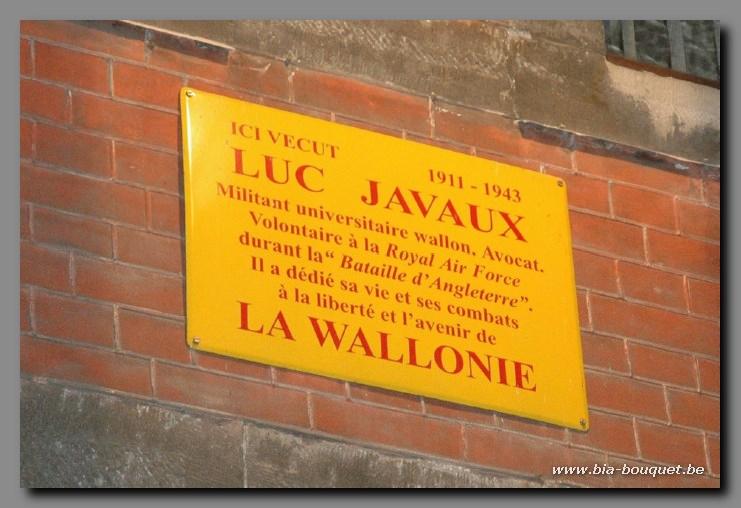 ICI VECUT
1911 - 1943
LUC JAVAUX
Militant universitaire wallon, Avocat.
Volontaire à la Royal Air Force
durant la “ Bataille d’Angleterre”.
Il a dédié sa vie et ses combats
à la liberté et l’avenir de
LA WALLONIE
www.bia-bouquet.be